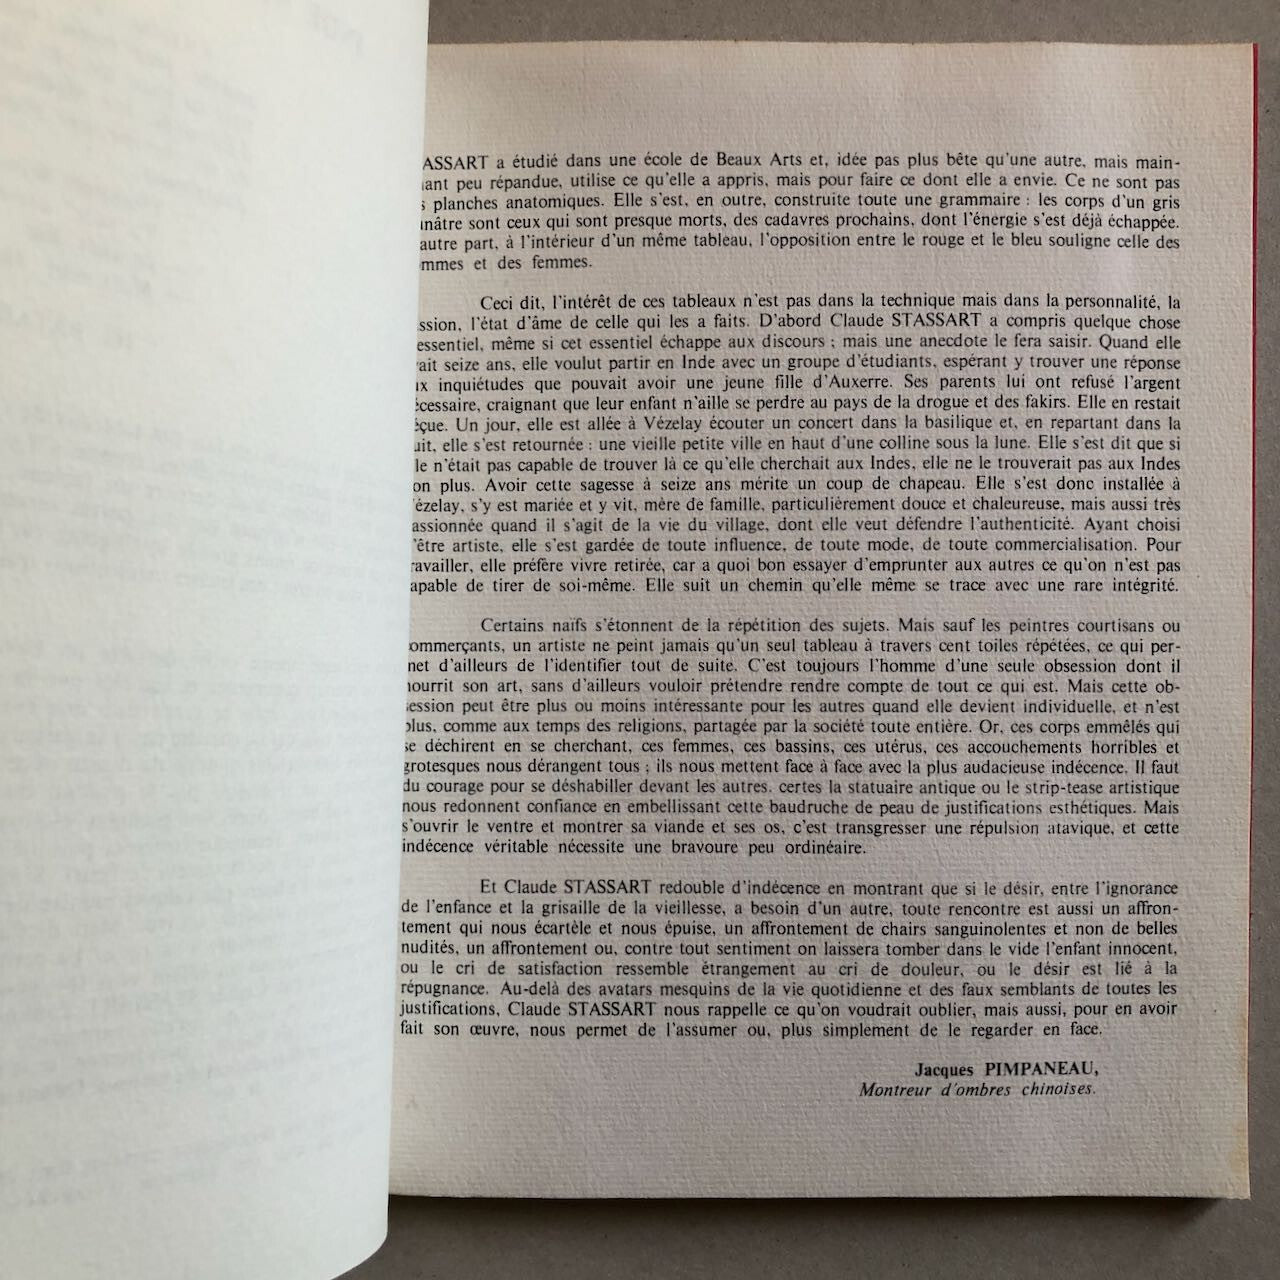 ASSART a étudié dans une école de Beaux Arts et, idée pas plus bête qu'une autre, mais main-
nant peu répandue, utilise ce qu'elle a appris, mais pour faire ce dont elle a envie. Ce ne sont pas
s planches anatomiques. Elle s'est, en outre, construite toute une grammaire : les corps d'un gris
nâtre sont ceux qui sont presque morts, des cadavres prochains, dont l'énergie s'est déjà échappée.
autre part, à l'intérieur d'un même tableau, l'opposition entre le rouge et le bleu souligne celle des
ommes et des femmes.
Ceci dit, l'intérêt de ces tableaux n'est pas dans la technique mais dans la personnalité, la
ssion, l'état d'âme de celle qui les a faits. D'abord Claude STASSART a compris quelque chose
essentiel, même si cet essentiel échappe aux discours ; mais une anecdote le fera saisir. Quand elle
ait seize ans, elle voulut partir en Inde avec un groupe d'étudiants, espérant y trouver une réponse
x inquiétudes que pouvait avoir une jeune fille d'Auxerre. Ses parents lui ont refusé l'argent
écessaire, craignant que leur enfant n'aille se perdre au pays de la drogue et des fakirs. Elle en restait
éçue. Un jour, elle est allée à Vézelay écouter un concert dans la basilique et, en repartant dans la
uit, elle s'est retournée : une vieille petite ville en haut d'une colline sous la lune. Elle s'est dit que si
le n'était pas capable de trouver là ce qu'elle cherchait aux Indes, elle ne le trouverait pas aux Indes
on plus. Avoir cette sagesse à seize ans mérite un coup de chapeau. Elle s'est donc installée à
ézelay, s'y est mariée et y vit, mère de famille, particulièrement douce et chaleureuse, mais aussi très
assionnée quand il s'agit de la vie du village, dont elle veut défendre l'authenticité. Ayant choisi
'être artiste, elle s'est gardée de toute influence, de toute mode, de toute commercialisation. Pour
ravailler, elle préfère vivre retirée, car a quoi bon essayer d'emprunter aux autres ce qu'on n'est pas
apable de tirer de soi-même. Elle suit un chemin qu'elle même se trace avec une rare intégrité.
Certains naïfs s'étonnent de la répétition des sujets. Mais sauf les peintres courtisans ou
commerçants, un artiste ne peint jamais qu'un seul tableau à travers cent toiles répétées, ce qui per-
met d'ailleurs de l'identifier tout de suite. C'est toujours l'homme d'une seule obsession dont il
nourrit son art, sans d'ailleurs vouloir prétendre rendre compte de tout ce qui est. Mais cette ob-
session peut être plus ou moins intéressante pour les autres quand elle devient individuelle, et n'est
plus, comme aux temps des religions, partagée par la société toute entière. Or, ces corps emmêlés qui
se déchirent en se cherchant, ces femmes, ces bassins, ces utérus, ces accouchements horribles et
grotesques nous dérangent tous ; ils nous mettent face à face avec la plus audacieuse indécence. Il faut
du courage pour se déshabiller devant les autres. certes la statuaire antique ou le strip-tease artistique
nous redonnent confiance en embellissant cette baudruche de peau de justifications esthétiques. Mais
s'ouvrir le ventre et montrer sa viande et ses os, c'est transgresser une répulsion atavique, et cette
indécence véritable nécessite une bravoure peu ordinéaire.
Et Claude STASSART redouble d'indécence en montrant que si le désir, entre l'ignorance
de l'enfance et la grisaille de la vieillesse, a besoin d'un autre, toute rencontre est aussi un affron-
tement qui nous écartèle et nous épuise, un affrontement de chairs sanguinolentes et non de belles
nudités, un affrontement ou, contre tout sentiment on laissera tomber dans le vide l'enfant innocent,
ou le cri de satisfaction ressemble étrangement au cri de douleur, ou le désir est lié à la
répugnance. Au-delà des avatars mesquins de la vie quotidienne et des faux semblants de toutes les
justifications, Claude STASSART nous rappelle ce qu'on voudrait oublier, mais aussi, pour en avoir
fait son œuvre, nous permet de l'assumer ou, plus simplement de le regarder en face.
Jacques PIMPANEAU,
Montreur d'ombres chinoises.